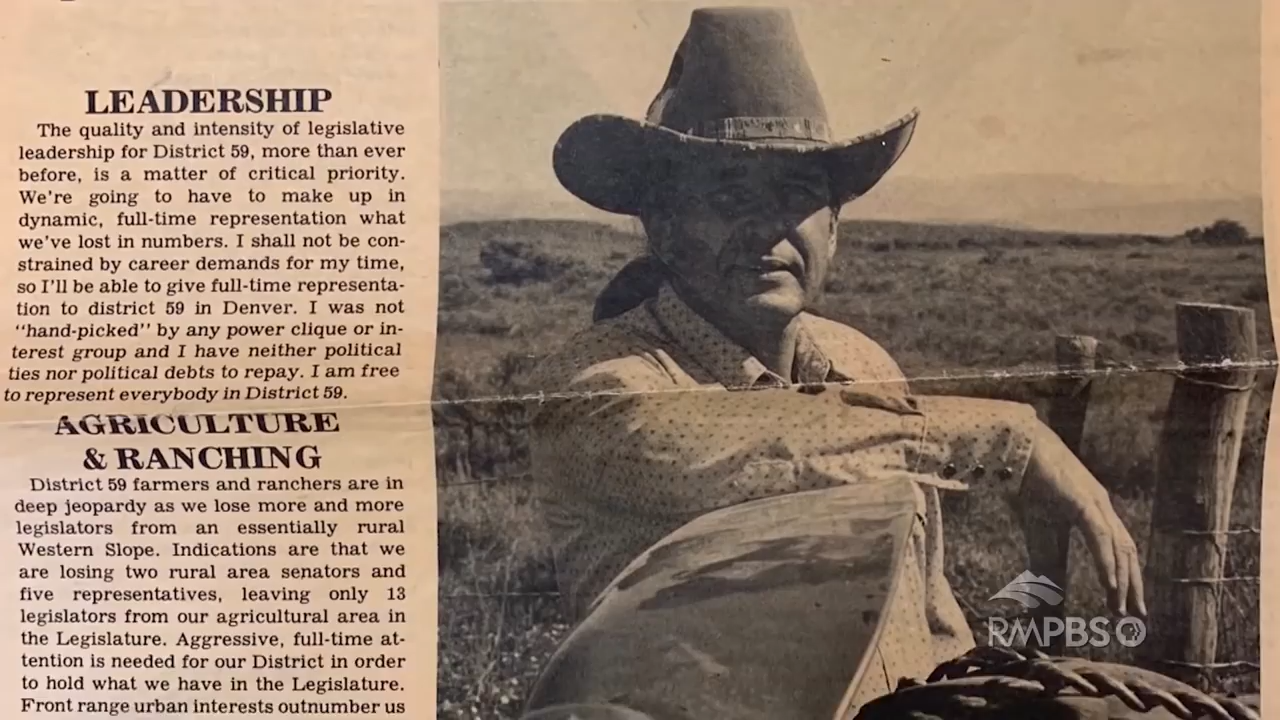 LEADERSHIP
The quality and intensity of legislative
leadership for District 59, more than ever
before, is a matter of critical priority.
We're going to have to make up in
dynamic, full-time representation what
we've lost in numbers. I shall not be con-
strained by career demands for my time,
so I'll be able to give full-time representa-
tion to district 59 in Denver. I was not
"hand-picked" by any power clique or in-
terest group and I have neither political
ties nor political debts to repay. I am free
to represent everybody in District 59.
AGRICULTURE
& RANCHING
District 59 farmers and ranchers are in
deep jeopardy as we lose more and more
legislators from an essentially rural
Western Slope. Indications are that we
are losing two rural area senators and
five representatives, leaving only 13
legislators from our agricultural area in
the Legislature. Aggressive, full-time at-
tention is needed for our District in order
to hold what we have in the Legislature.
Front range urban interests outnumber us
RMPBS